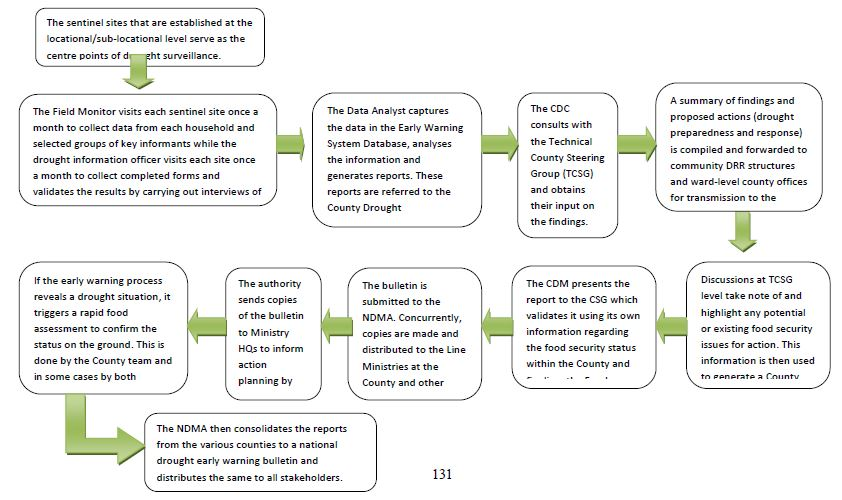 The sentinel sites that are established at the
locational/sub-locational level serve as the
centre points of drought surveillance.
The Field Monitor visits each sentinel site once a
month to collect data from each household and
selected groups of key informants while the
drought information officer visits each site once
a month to collect completed forms and
validates the results by carrying out interviews of
The Data Analyst captures
the data in the Early Warning
System Database, analyses
the information and
generates reports. These
reports are referred to the
County Drought
The CDC
consults with
the Technical
County Steering
Group (TCSG)
and obtains
their input on
the findings.
A summary of findings and
proposed actions (drought
preparedness and response)
is compiled and forwarded to
community DRR structures
and ward-level county offices
for transmission to the
Discussions at TCSG
level take note of and
highlight any potential
or existing food security
issues for action. This
information is then used
to generate a County
The CDM presents the
report to the CSG which
validates it using its own
information regarding
the food security status
within the County and
The bulletin is
submitted to the
NDMA. Concurrently,
copies are made and
distributed to the Line
Ministries at the
County and other
The authority
sends copies
of the bulletin
to Ministry
HQs to inform
action
planning by
If the early warning process
reveals a drought situation, it
triggers a rapid food
assessment to confirm the
status on the ground. This is
done by the County team and
in some cases by both
The NDMA then consolidates the reports
from the various counties to a national
drought early warning bulletin and
distributes the same to all stakeholders.
131